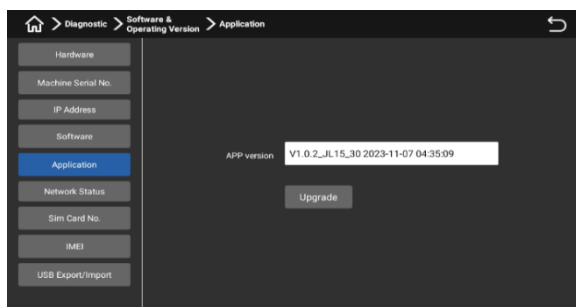 Diagnostic
Software &
Operating Version
Application
Hardware
Machine Serial No.
IP Address
Software
Application
Network Status
Sim Card No.
IMEI
USB Export/Import
APP version
V1.0.2_JL15_30 2023-11-07 04:35:09
Upgrade